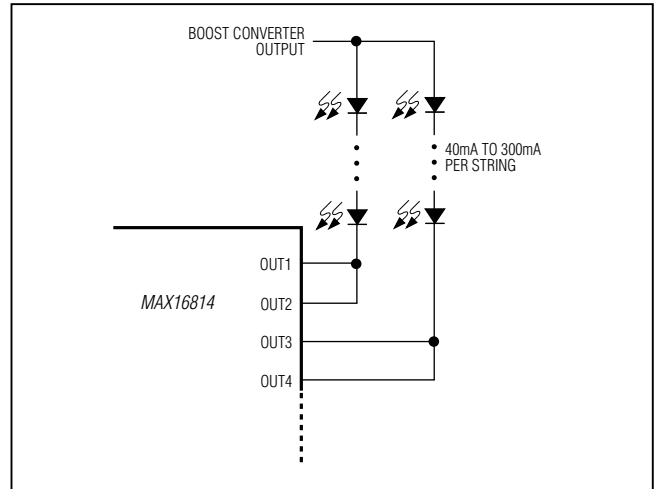 BOOST CONVERTER
OUTPUT
40mA TO 300mA
PER STRING
OUT1
MAX16814
OUT2
OUT3
OUT4